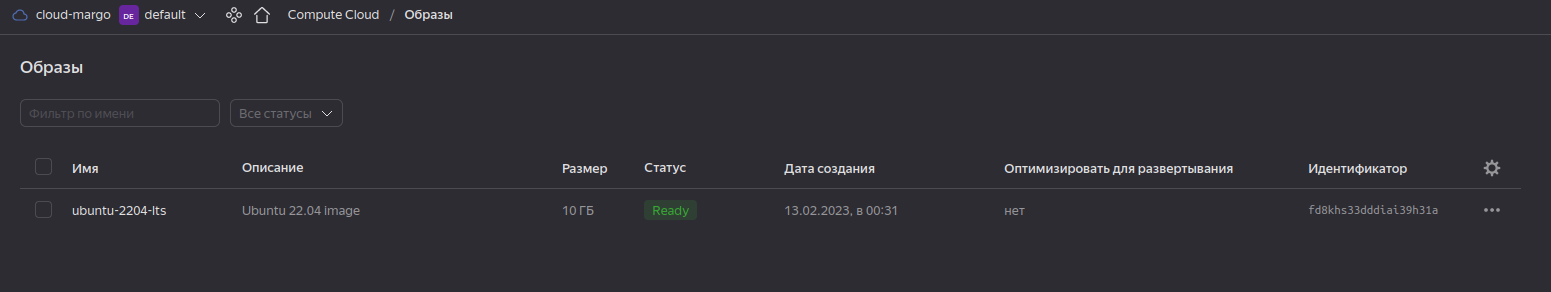 cloud-margo DE default Compute Cloud / Образы
Образы
Фильтр по имени Все статусы
Имя Описание Размер Статус Дата создания Оптимизировать для развертывания Идентификатор
ubuntu-2204-lts Ubuntu 22.04 image 10 ГБ Ready 13.02.2023, в 00:31 нет fd8khs33dddiai39h31a